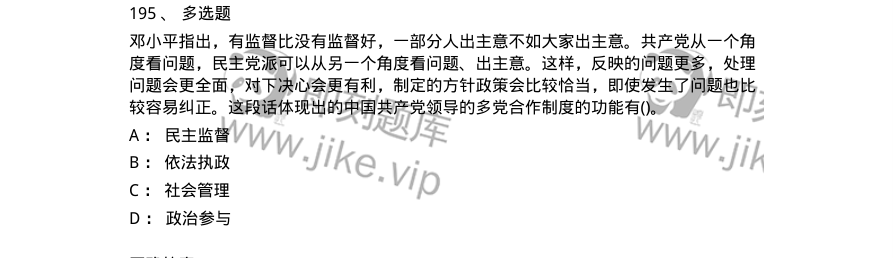 195 、 多选题
邓小平指出，有监督比没有监督好，一部分人出主意不如大家出主意。共产党从一个角
度看问题，民主党派可以从另一个角度看问题、出主意。这样，反映的问题更多，处理
问题会更全面，对下决心会更有利，制定的方针政策会比较恰当，即使发生了问题也比
较容易纠正。这段话体现出的中国共产党领导的多党合作制度的功能有()。
A ： 民主监督
B ： 依法执政
C ： 社会管理
D ： 政治参与
即刻题库
www.jike.vip
即刻
www.jik